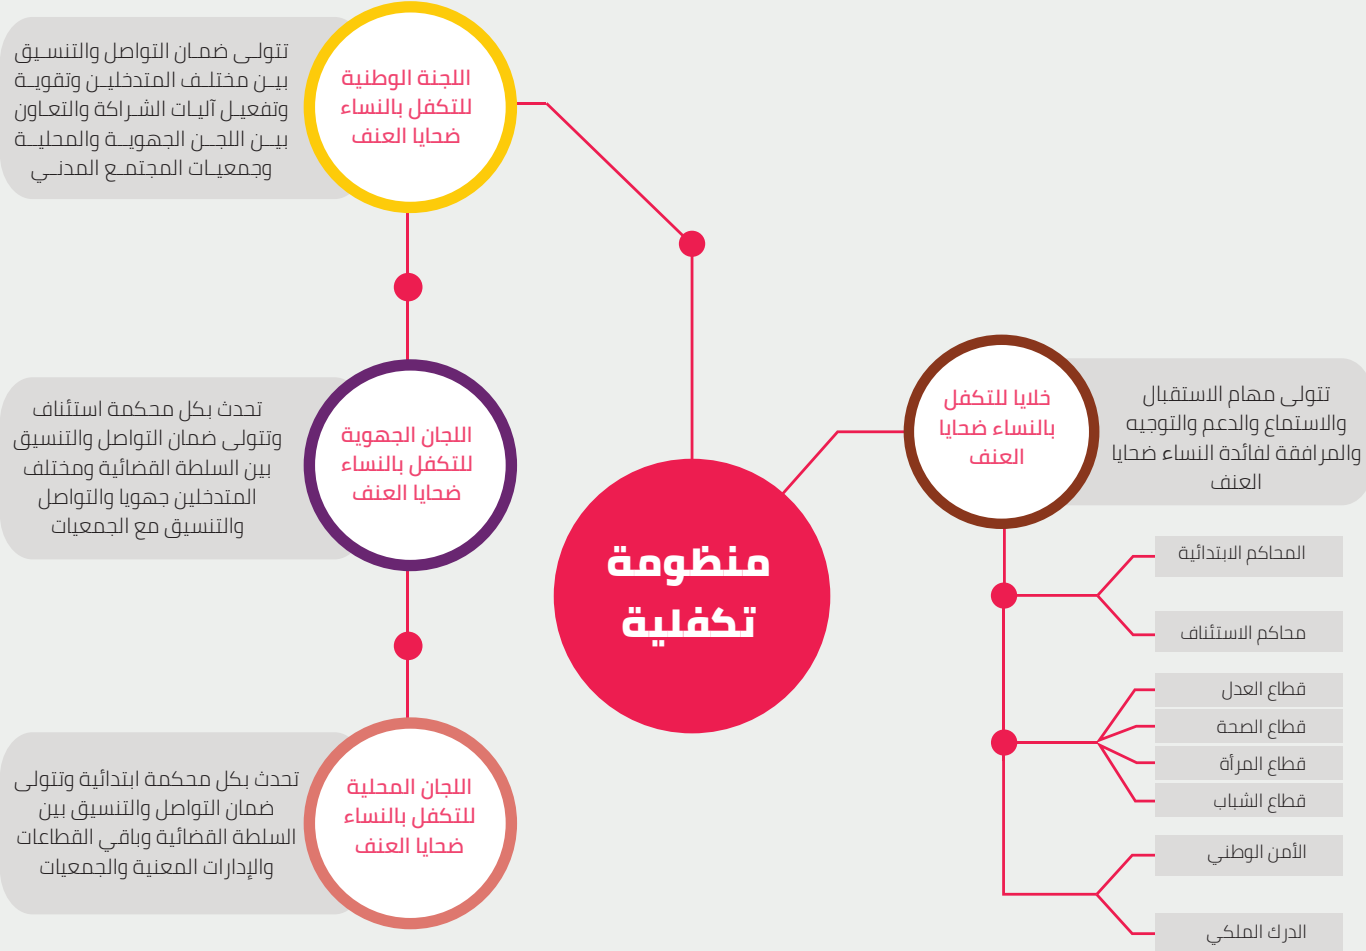 منظومة
تكفلية
خلايا للتكفل
بالنساء ضحايا
العنف
تتولى مهام الاستقبال
والاستماع والدعم والتوجيه
والمرافقة لفائدة النساء ضحايا
العنف
المحاكم الابتدائية
محاكم الاستئناف
قطاع العدل
قطاع الصحة
قطاع المرأة
قطاع الشباب
الأمن الوطني
الدرك الملكي
اللجنة الوطنية
للتكفل بالنساء
ضحايا العنف
تتولى ضمان التواصل والتنسيق
بين مختلف المتدخلين وتقوية
وتفعيل آليات الشراكة والتعاون
بين اللجن الجهوية والمحلية
وجمعيات المجتمع المدني
اللجان الجهوية
للتكفل بالنساء
ضحايا العنف
تحدث بكل محكمة استئناف
وتتولى ضمان التواصل والتنسيق
بين السلطة القضائية ومختلف
المتدخلين جهويا والتواصل
والتنسيق مع الجمعيات
اللجان المحلية
للتكفل بالنساء
ضحايا العنف
تحدث بكل محكمة ابتدائية وتتولى
ضمان التواصل والتنسيق بين
السلطة القضائية وباقي القطاعات
والإدارات المعنية والجمعيات